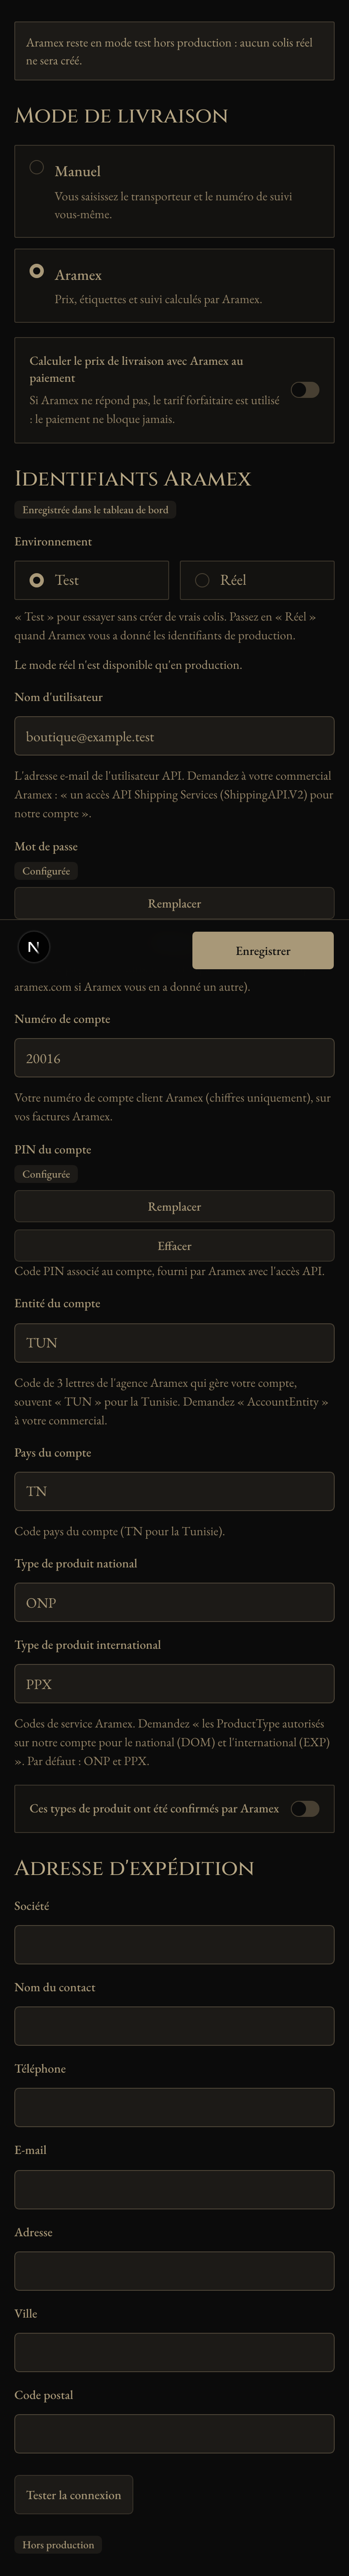 Aramex reste en mode test hors production : aucun colis réel
ne sera créé.
Mode de livraison
Manuel
Vous saisissez le transporteur et le numéro de suivi
vous-même.
Aramex
Prix, étiquettes et suivi calculés par Aramex.
Calculer le prix de livraison avec Aramex au
paiement
Si Aramex ne répond pas, le tarif forfaitaire est utilisé
: le paiement ne bloque jamais.
Identifiants Aramex
Enregistrée dans le tableau de bord
Environnement
Test
Réel
« Test » pour essayer sans créer de vrais colis. Passez en « Réel »
quand Aramex vous a donné les identifiants de production.
Le mode réel n'est disponible qu'en production.
Nom d'utilisateur
boutique@example.test
L'adresse e-mail de l'utilisateur API. Demandez à votre commercial
Aramex : « un accès API Shipping Services (ShippingAPI.V2) pour
notre compte ».
Mot de passe
Configurée
Remplacer
N
Enregistrer
aramex.com si Aramex vous en a donné un autre).
Numéro de compte
20016
Votre numéro de compte client Aramex (chiffres uniquement), sur
vos factures Aramex.
PIN du compte
Configurée
Remplacer
Effacer
Code PIN associé au compte, fourni par Aramex avec l'accès API.
Entité du compte
TUN
Code de 3 lettres de l'agence Aramex qui gère votre compte,
souvent « TUN » pour la Tunisie. Demandez « AccountEntity »
à votre commercial.
Pays du compte
TN
Code pays du compte (TN pour la Tunisie).
Type de produit national
ONP
Type de produit international
PPX
Codes de service Aramex. Demandez « les ProductType autorisés
sur notre compte pour le national (DOM) et l'international (EXP)
». Par défaut : ONP et PPX.
Ces types de produit ont été confirmés par Aramex
Adresse d'expédition
Société
Nom du contact
Téléphone
E-mail
Adresse
Ville
Code postal
Tester la connexion
Hors production